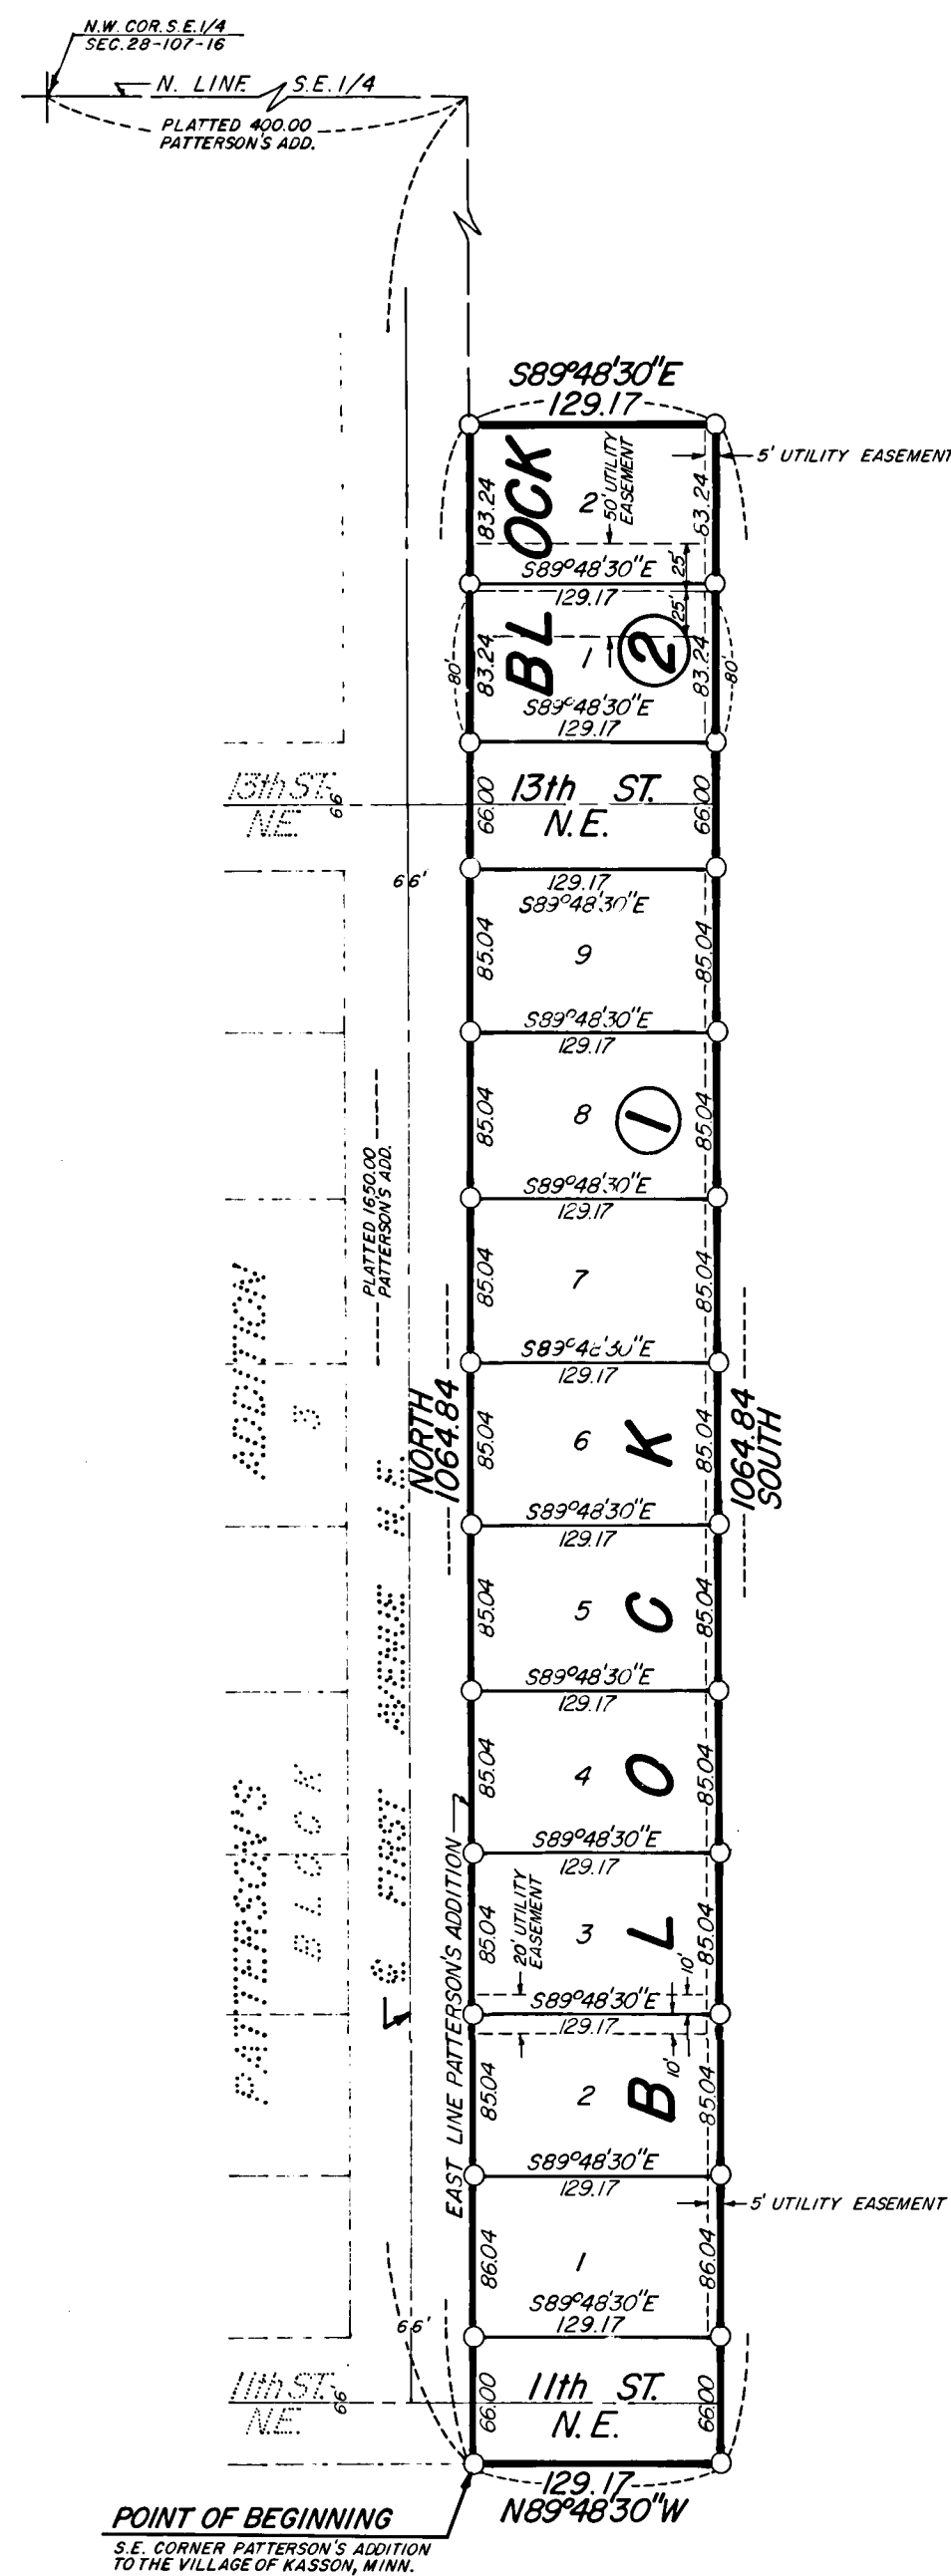 N.W. COR. S.E. 1/4
SEC. 28-107-16
N. LINE S.E. 1/4
PLATTED 400.00
PATTERSON'S ADD.
S89°48'30"E
129.17
5' UTILITY EASEMENT
BLOCK
2
83.24
2
50' UTILITY
EASEMENT
83.24
25'
S89°48'30"E
129.17
25'
80'
83.24
1
83.24
80'
S89°48'30"E
129.17
13th ST.
N.E.
66
66.00
13th ST.
N.E.
66.00
66'
129.17
S89°48'30"E
85.04
9
85.04
S89°48'30"E
129.17
85.04
8
1
85.04
S89°48'30"E
129.17
PLATTED 1650.00
PATTERSON'S ADD.
85.04
7
85.04
S89°48'30"E
129.17
ADDITION
3
NORTH
1064.84
85.04
6
85.04
1064.84
SOUTH
S89°48'30"E
129.17
85.04
5
85.04
S89°48'30"E
129.17
PATTERSON'S
BLOCK
℄ FIRST AVENUE N.E.
EAST LINE PATTERSON'S ADDITION
85.04
4
85.04
BLOCK
S89°48'30"E
129.17
85.04
20' UTILITY
EASEMENT
3
85.04
10'
S89°48'30"E
129.17
10'
85.04
2
85.04
S89°48'30"E
129.17
5' UTILITY EASEMENT
86.04
1
86.04
S89°48'30"E
129.17
66'
11th ST.
N.E.
66
66.00
11th ST.
N.E.
66.00
129.17
N89°48'30"W
POINT OF BEGINNING
S.E. CORNER PATTERSON'S ADDITION
TO THE VILLAGE OF KASSON, MINN.